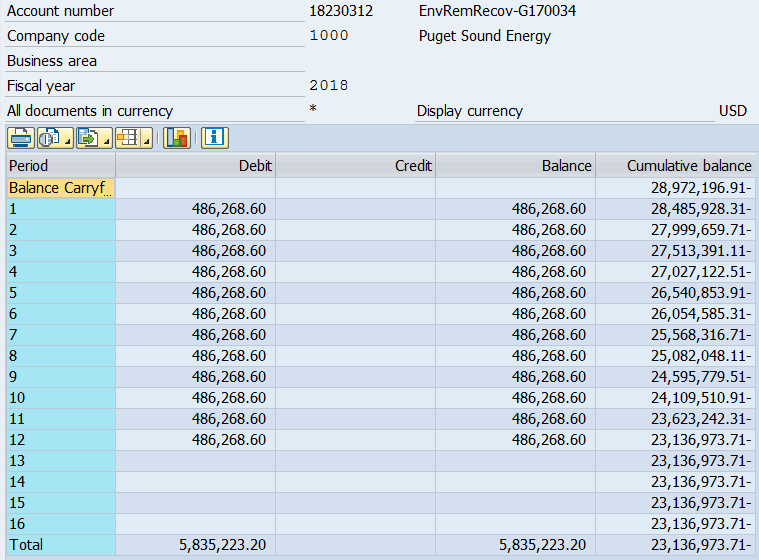 Account number 18230312 EnvRemRecov-G170034
Company code 1000 Puget Sound Energy
Business area
Fiscal year 2018
All documents in currency * Display currency USD
Period Debit Credit Balance Cumulative balance
Balance Carryf... 28,972,196.91-
1 486,268.60 486,268.60 28,485,928.31-
2 486,268.60 486,268.60 27,999,659.71-
3 486,268.60 486,268.60 27,513,391.11-
4 486,268.60 486,268.60 27,027,122.51-
5 486,268.60 486,268.60 26,540,853.91-
6 486,268.60 486,268.60 26,054,585.31-
7 486,268.60 486,268.60 25,568,316.71-
8 486,268.60 486,268.60 25,082,048.11-
9 486,268.60 486,268.60 24,595,779.51-
10 486,268.60 486,268.60 24,109,510.91-
11 486,268.60 486,268.60 23,623,242.31-
12 486,268.60 486,268.60 23,136,973.71-
13 23,136,973.71-
14 23,136,973.71-
15 23,136,973.71-
16 23,136,973.71-
Total 5,835,223.20 5,835,223.20 23,136,973.71-